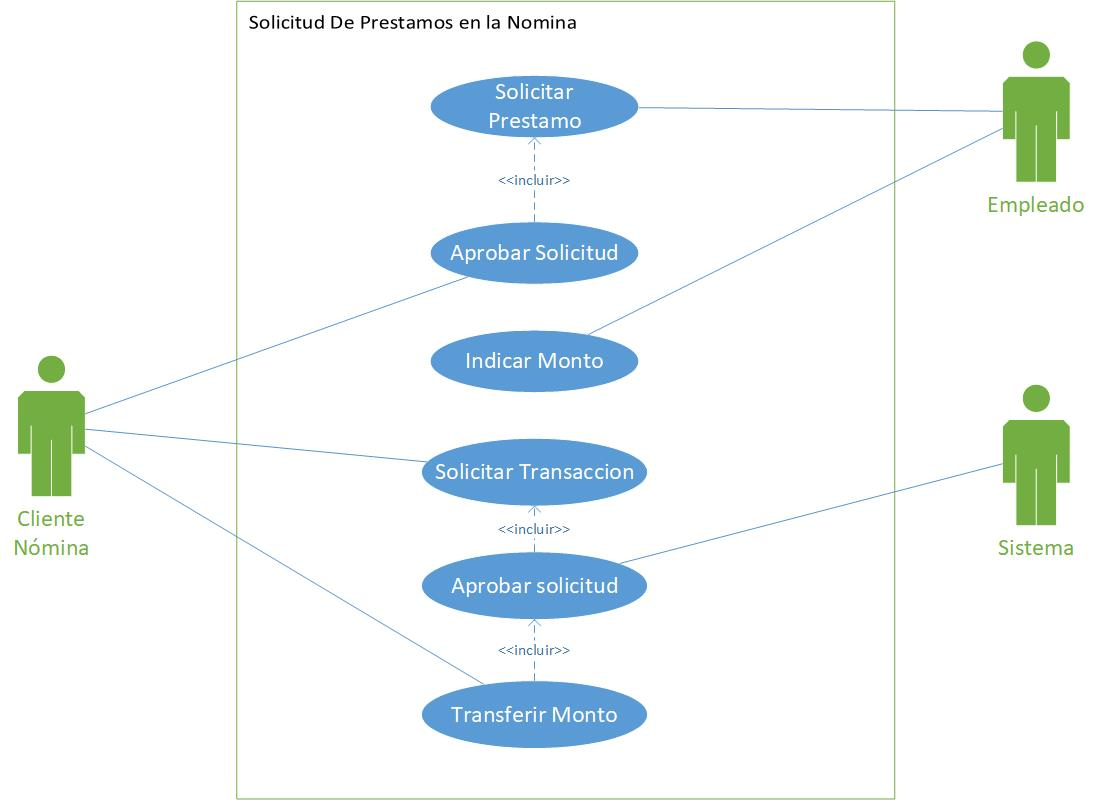 Solicitud De Prestamos en la Nomina
Solicitar
Prestamo
<<incluir>>
Empleado
Aprobar Solicitud
Indicar Monto
Solicitar Transaccion
Cliente
Nómina
<<incluir>>
Sistema
Aprobar solicitud
<<incluir>>
Transferir Monto